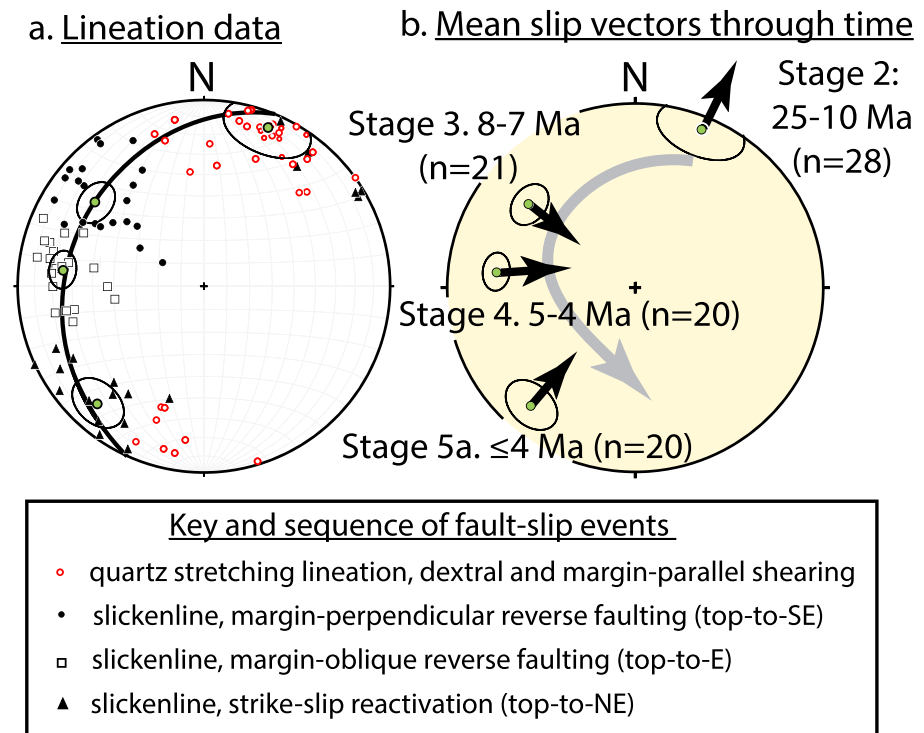 a. Lineation data
b. Mean slip vectors through time
N
N
Stage 2:
25-10 Ma
(n=28)
Stage 3. 8-7 Ma
(n=21)
Stage 4. 5-4 Ma (n=20)
Stage 5a. ≤4 Ma (n=20)
Key and sequence of fault-slip events
quartz stretching lineation, dextral and margin-parallel shearing
slickenline, margin-perpendicular reverse faulting (top-to-SE)
slickenline, margin-oblique reverse faulting (top-to-E)
slickenline, strike-slip reactivation (top-to-NE)